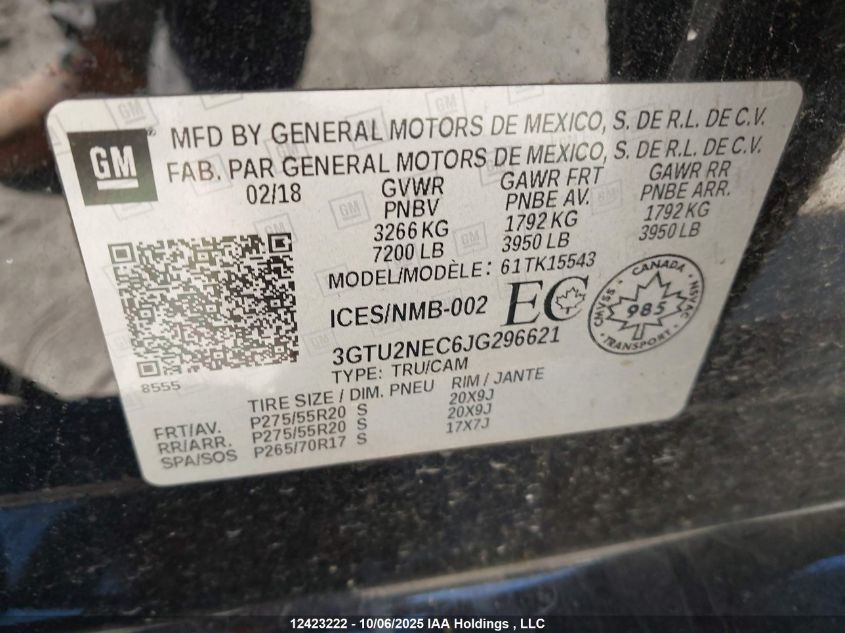 GM
MFD BY GENERAL MOTORS DE MEXICO, S. DE R.L. DE C.V.
FAB. PAR GENERAL MOTORS DE MEXICO, S. DE R.L. DE C.V.
02/18 GVWR GAWR FRT GAWR RR
PNBV PNBE AV. PNBE ARR.
3266 KG 1792 KG 1792 KG
7200 LB 3950 LB 3950 LB
MODEL/MODÈLE: 61TK15543
ICES/NMB-002 EC
CANADA
CMVSS 985 NSVAC
TRANSPORT
3GTU2NEC6JG296621
TYPE: TRU/CAM
8555
TIRE SIZE / DIM. PNEU RIM / JANTE
FRT/AV. P275/55R20 S 20X9J
RR/ARR. P275/55R20 S 20X9J
SPA/SOS P265/70R17 S 17X7J
12423222 - 10/06/2025 IAA Holdings , LLC